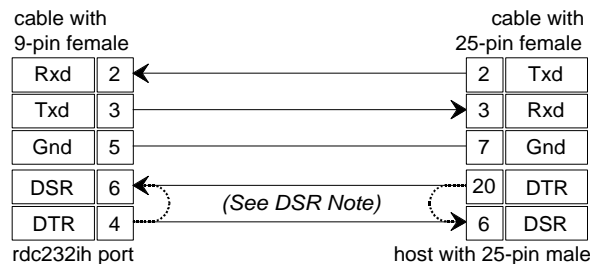 cable with cable with
9-pin female 25-pin female
Rxd 2 2 Txd
Txd 3 3 Rxd
Gnd 5 7 Gnd
DSR 6 20 DTR
(See DSR Note)
DTR 4 6 DSR
rdc232ih port host with 25-pin male